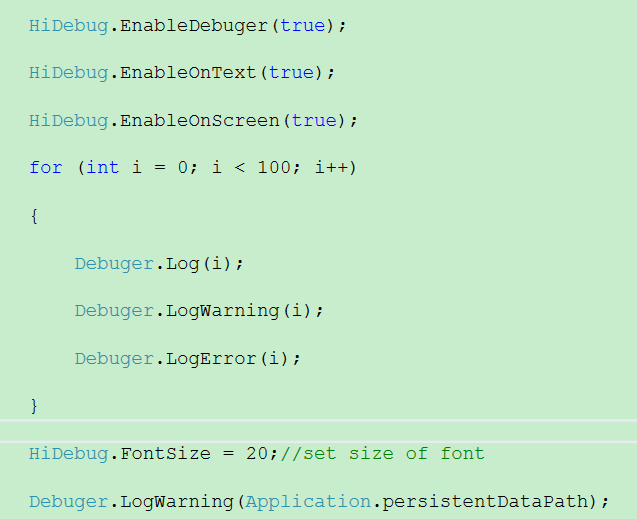 HiDebug.EnableDebuger(true);
HiDebug.EnableOnText(true);
HiDebug.EnableOnScreen(true);
for (int i = 0; i < 100; i++)
{
    Debuger.Log(i);
    Debuger.LogWarning(i);
    Debuger.LogError(i);
}
HiDebug.FontSize = 20;//set size of font
Debuger.LogWarning(Application.persistentDataPath);